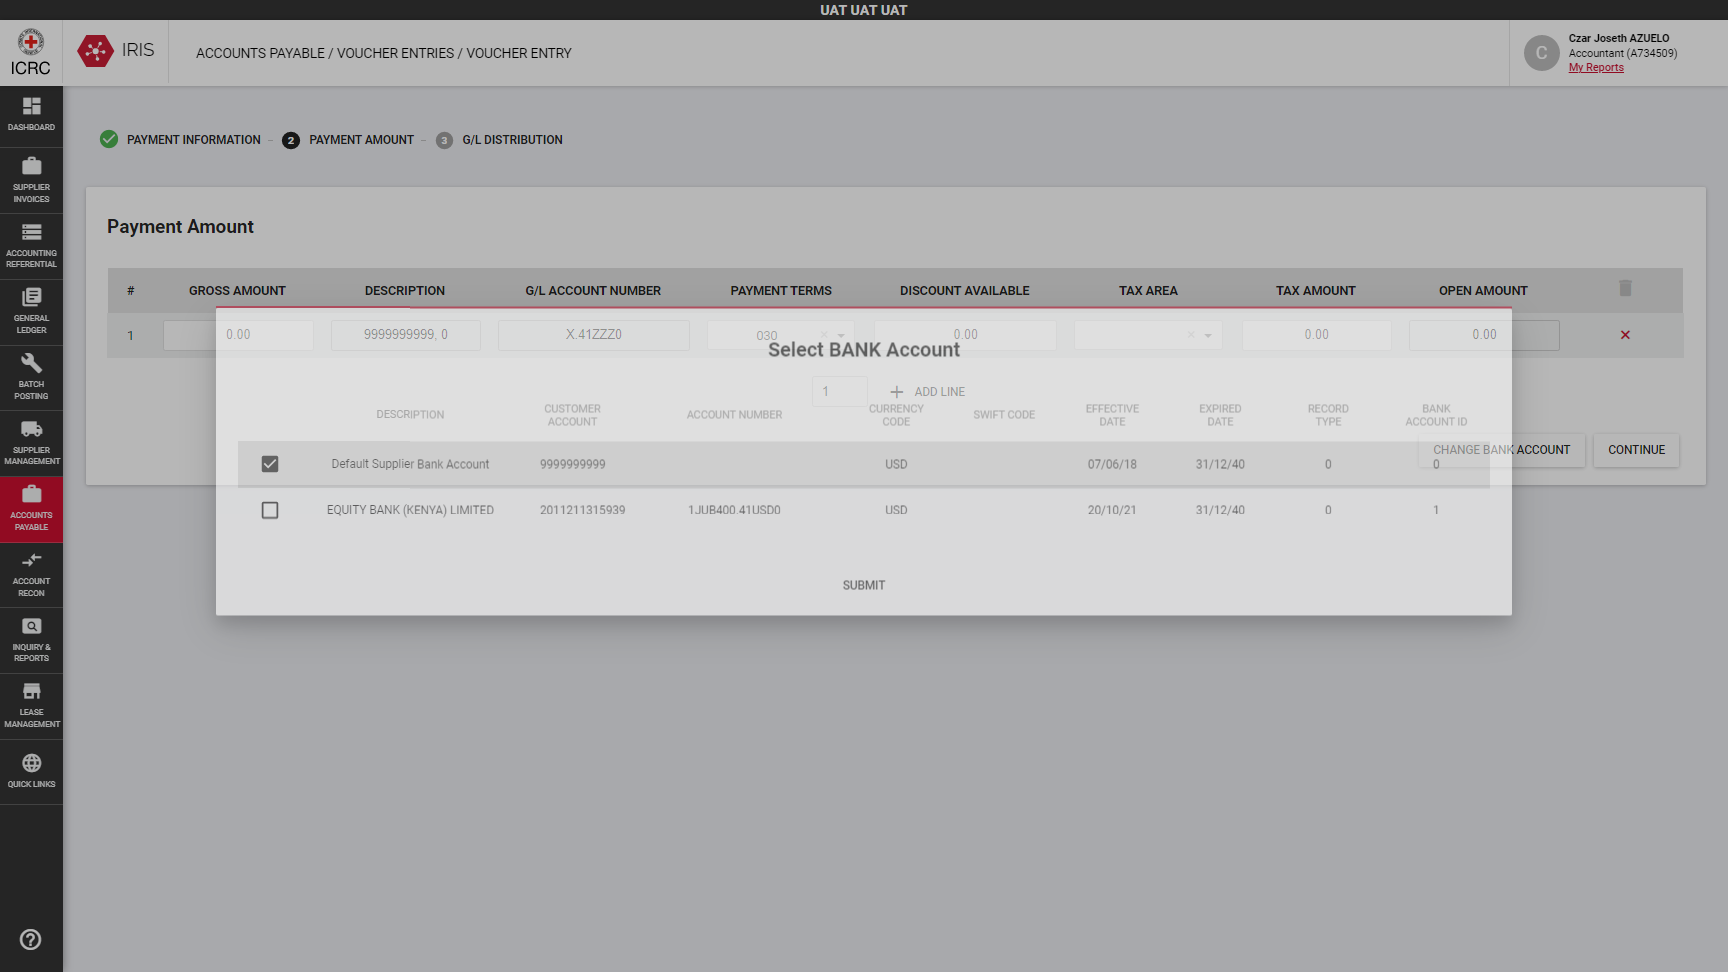 UAT UAT UAT
ICRC
IRIS
ACCOUNTS PAYABLE / VOUCHER ENTRIES / VOUCHER ENTRY
C
Czar Joseth AZUELO
Accountant (A734509)
My Reports
DASHBOARD
SUPPLIER
INVOICES
ACCOUNTING
REFERENTIAL
GENERAL
LEDGER
BATCH
POSTING
SUPPLIER
MANAGEMENT
ACCOUNTS
PAYABLE
ACCOUNT
RECON
INQUIRY &
REPORTS
LEASE
MANAGEMENT
QUICK LINKS
PAYMENT INFORMATION – 2 PAYMENT AMOUNT – 3 G/L DISTRIBUTION
Payment Amount
# GROSS AMOUNT DESCRIPTION G/L ACCOUNT NUMBER PAYMENT TERMS DISCOUNT AVAILABLE TAX AREA TAX AMOUNT OPEN AMOUNT
1 0.00 9999999999, 0 X.41ZZZ0 030 0.00 0.00 0.00
1 ADD LINE
CHANGE BANK ACCOUNT CONTINUE
Select BANK Account
DESCRIPTION CUSTOMER ACCOUNT ACCOUNT NUMBER CURRENCY CODE SWIFT CODE EFFECTIVE DATE EXPIRED DATE RECORD TYPE BANK ACCOUNT ID
Default Supplier Bank Account 9999999999 USD 07/06/18 31/12/40 0 0
EQUITY BANK (KENYA) LIMITED 2011211315939 1JUB400.41USD0 USD 20/10/21 31/12/40 0 1
SUBMIT